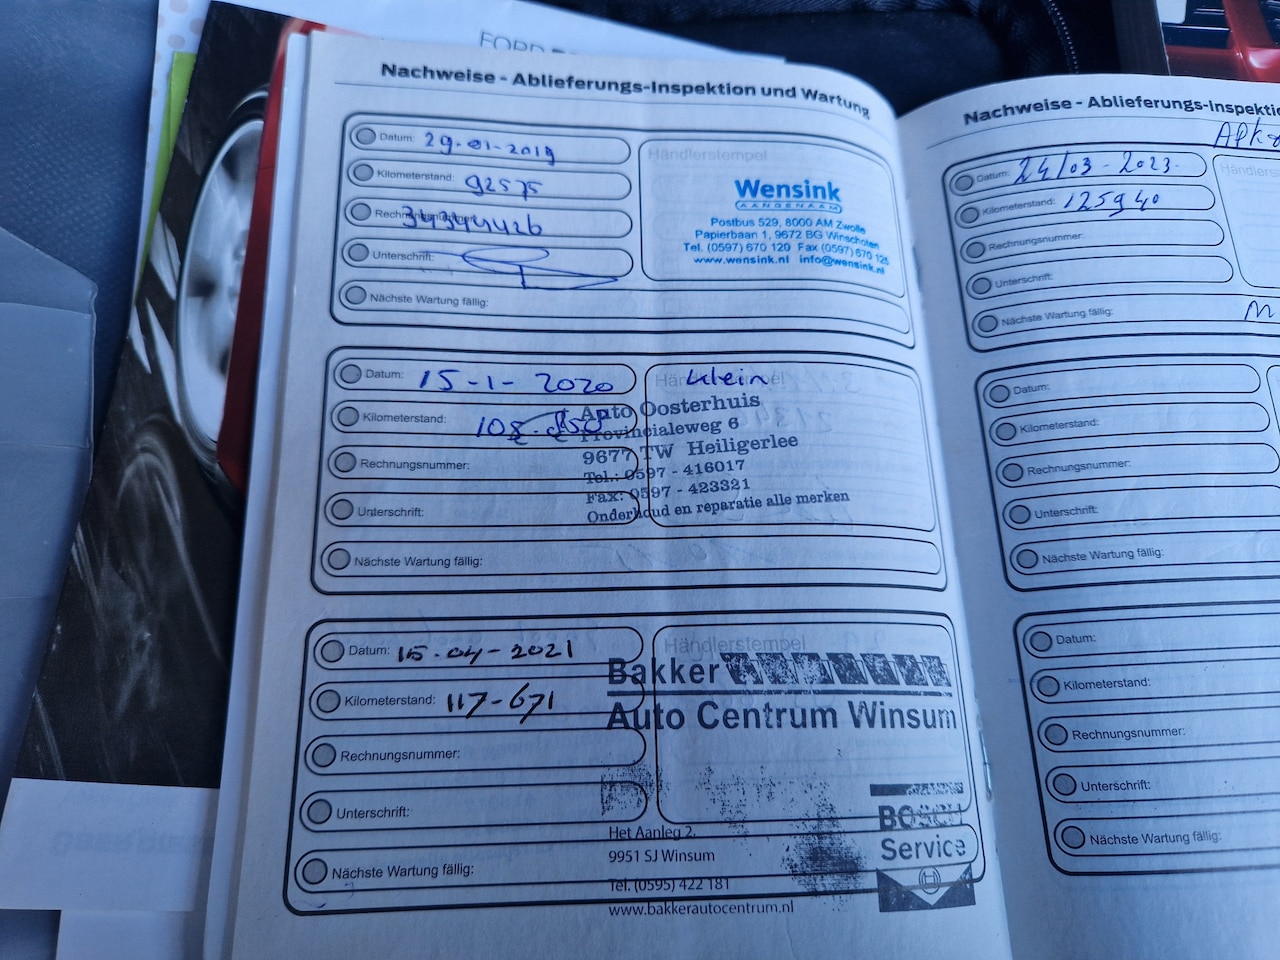 FORD
Nachweise - Ablieferungs-Inspektion und Wartung
Datum: 29-01-2019
Kilometerstand: 92575
Rechnungsnummer: 34344426
Unterschrift:
Nächste Wartung fällig:
Händlerstempel
Wensink
AANGENAAM
Postbus 529, 8000 AM Zwolle
Papierbaan 1, 9672 BG Winschoten
Tel. (0597) 670 120 Fax (0597) 670 125
www.wensink.nl info@wensink.nl
Datum: 15-1-2020
Kilometerstand:
Rechnungsnummer:
Unterschrift:
Nächste Wartung fällig:
Händlerstempel
klein
Auto Oosterhuis
Provincialeweg 6
9677 TW Heiligerlee
Tel.: 0597 - 416017
Fax: 0597 - 423321
Onderhoud en reparatie alle merken
Datum: 15-04-2021
Kilometerstand: 117-671
Rechnungsnummer:
Unterschrift:
Nächste Wartung fällig:
Händlerstempel
Bakker
Auto Centrum Winsum
BOSCH
Service
Het Aanleg 2,
9951 SJ Winsum
Tel. (0595) 422 181
www.bakkerautocentrum.nl
Nachweise - Ablieferungs-Inspektio
Datum: 24/03-2023-
Kilometerstand: 125940
Rechnungsnummer:
Unterschrift:
Nächste Wartung fällig: M
Händlers
Datum:
Kilometerstand:
Rechnungsnummer:
Unterschrift:
Nächste Wartung fällig:
Datum:
Kilometerstand:
Rechnungsnummer:
Unterschrift:
Nächste Wartung fällig: